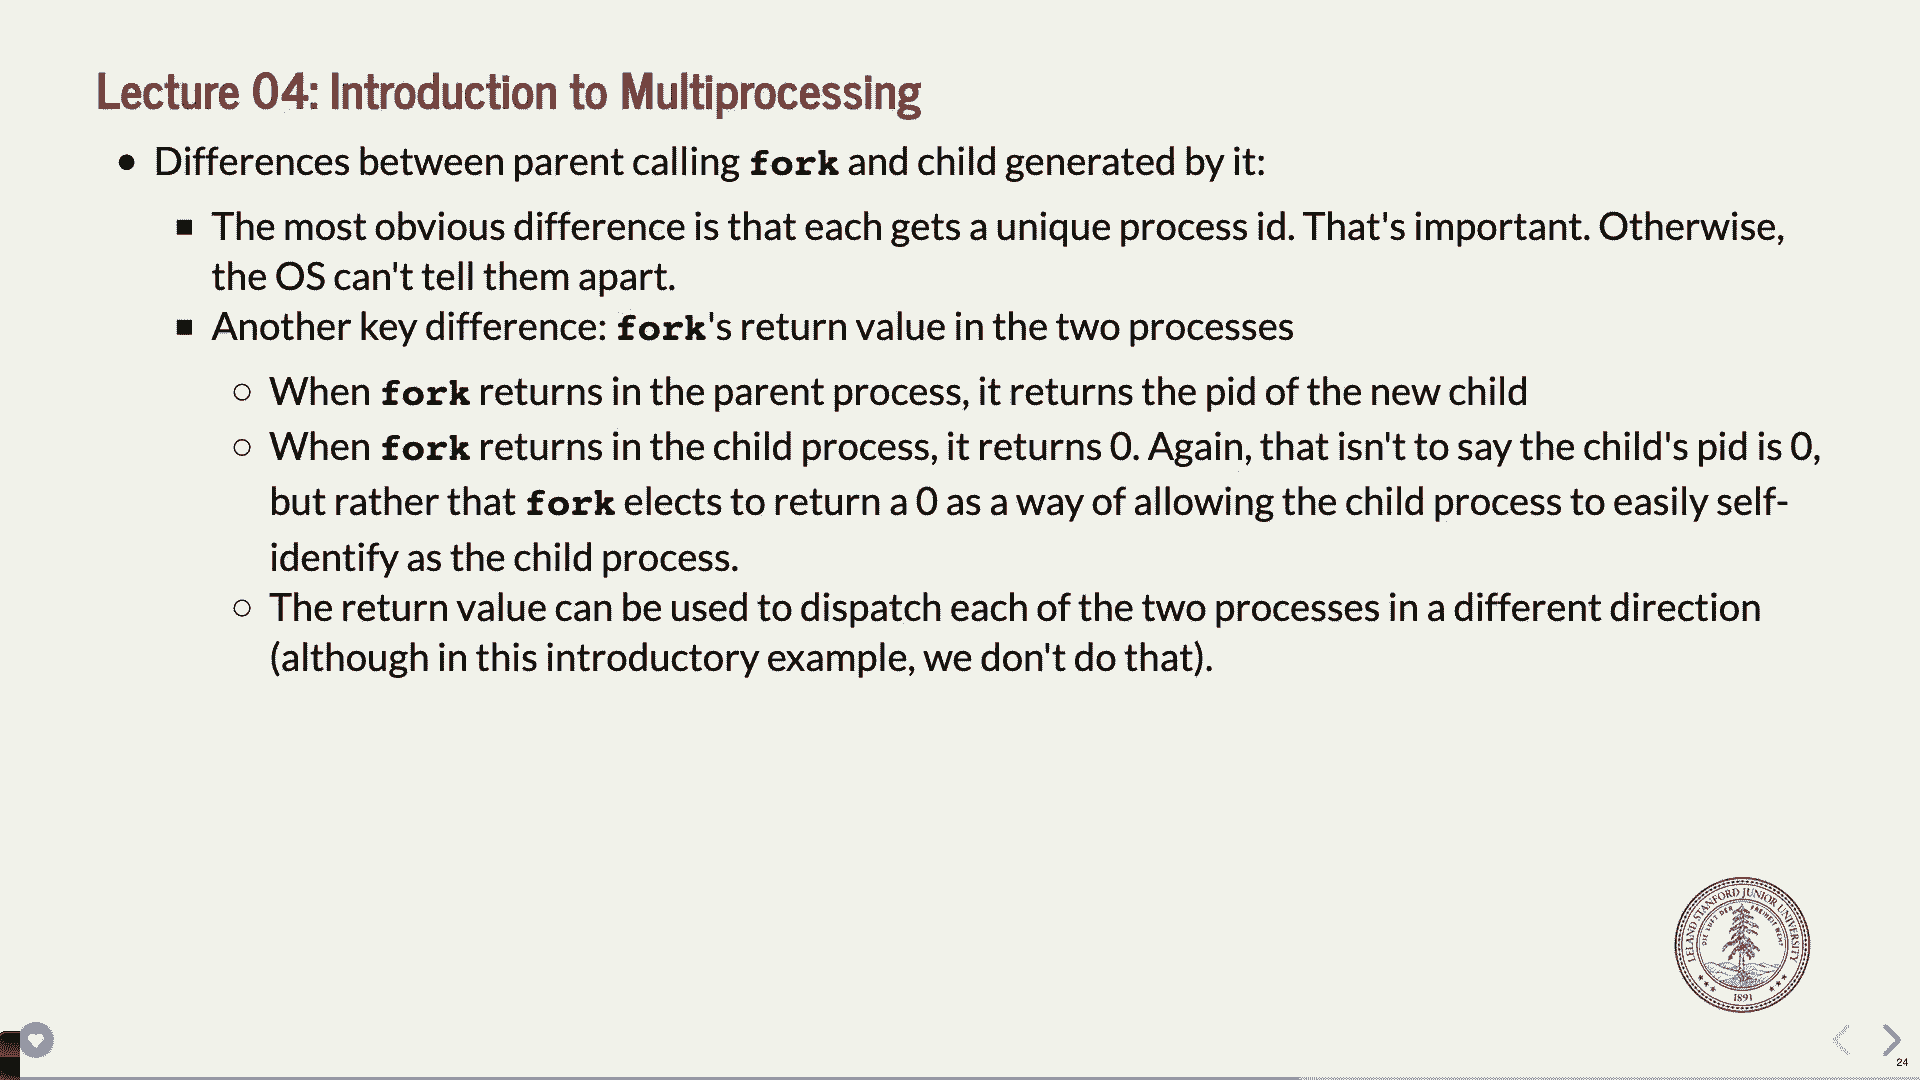 Lecture 04: Introduction to Multiprocessing
● Differences between parent calling fork and child generated by it:
■ The most obvious difference is that each gets a unique process id. That's important. Otherwise,
the OS can't tell them apart.
■ Another key difference: fork's return value in the two processes
○ When fork returns in the parent process, it returns the pid of the new child
○ When fork returns in the child process, it returns 0. Again, that isn't to say the child's pid is 0,
but rather that fork elects to return a 0 as a way of allowing the child process to easily self-
identify as the child process.
○ The return value can be used to dispatch each of the two processes in a different direction
(although in this introductory example, we don't do that).
LELAND STANFORD JUNIOR UNIVERSITY
DIE LUFT DER FREIHEIT WEHT
1891
24